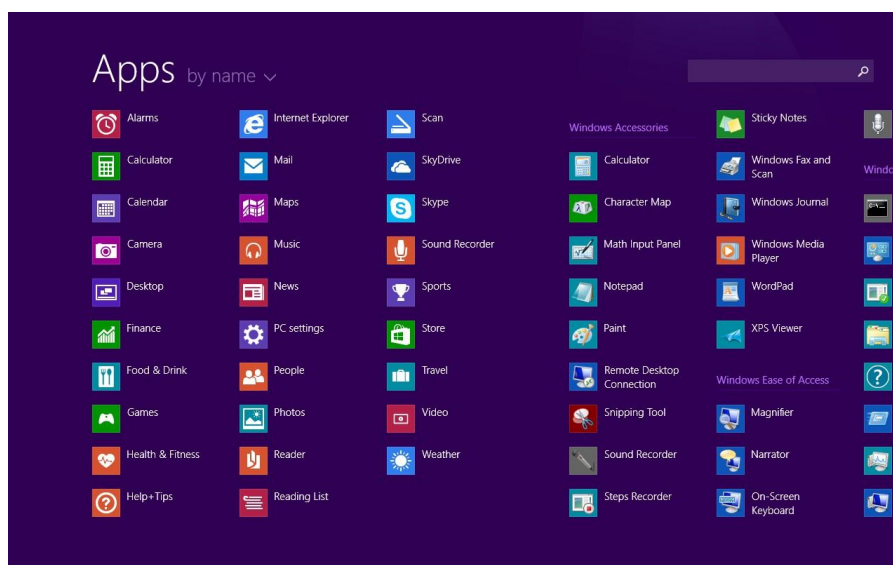 Apps by name
Alarms
Calculator
Calendar
Camera
Desktop
Finance
Food & Drink
Games
Health & Fitness
Help+Tips
Internet Explorer
Mail
Maps
Music
News
PC settings
People
Photos
Reader
Reading List
Scan
SkyDrive
Skype
Sound Recorder
Sports
Store
Travel
Video
Weather
Windows Accessories
Calculator
Character Map
Math Input Panel
Notepad
Paint
Remote Desktop
Connection
Snipping Tool
Sound Recorder
Steps Recorder
Sticky Notes
Windows Fax and
Scan
Windows Journal
Windows Media
Player
WordPad
XPS Viewer
Windows Ease of Access
Magnifier
Narrator
On-Screen
Keyboard